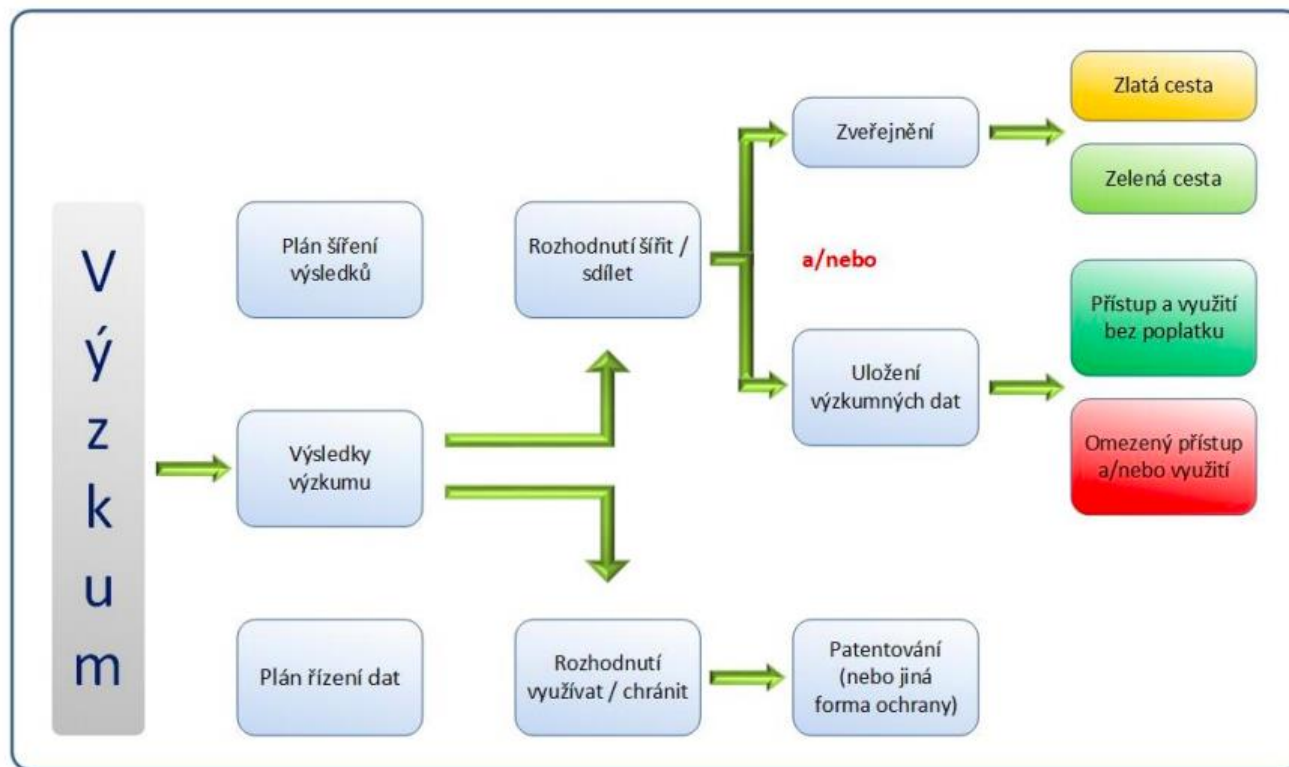 Výzkum
Plán šíření
výsledků
Výsledky
výzkumu
Plán řízení dat
Rozhodnutí šířit /
sdílet
Rozhodnutí
využívat / chránit
Zveřejnění
a/nebo
Uložení
výzkumných dat
Patentování
(nebo jiná
forma ochrany)
Zlatá cesta
Zelená cesta
Přístup a využití
bez poplatku
Omezený přístup
a/nebo využití